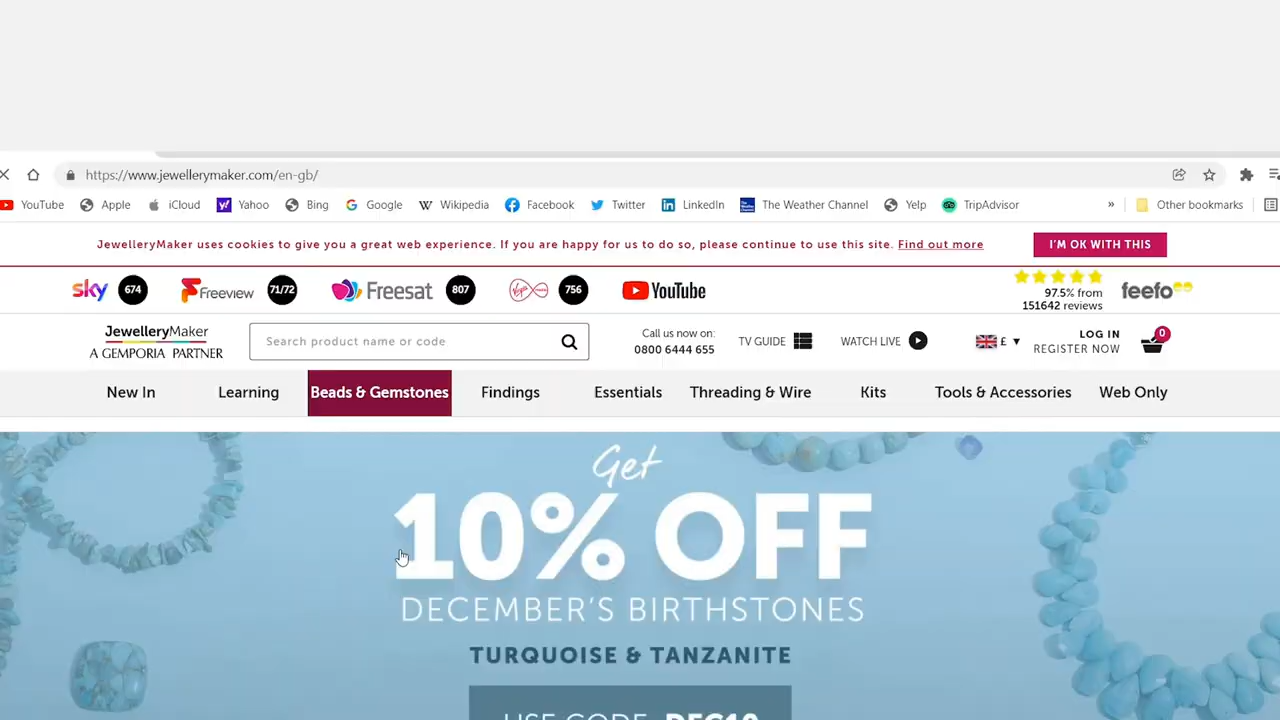 https://www.jewellerymaker.com/en-gb/
YouTube Apple iCloud Yahoo Bing Google Wikipedia Facebook Twitter LinkedIn The Weather Channel Yelp TripAdvisor » Other bookmarks
JewelleryMaker uses cookies to give you a great web experience. If you are happy for us to do so, please continue to use this site. Find out more
I'M OK WITH THIS
sky 674 Freeview 71/72 Freesat 807 Virgin media 756 YouTube
97.5% from
151642 reviews
feefo
JewelleryMaker
A GEMPORIA PARTNER
Search product name or code
Call us now on:
0800 6444 655
TV GUIDE
WATCH LIVE
£
LOG IN
REGISTER NOW
0
New In Learning Beads & Gemstones Findings Essentials Threading & Wire Kits Tools & Accessories Web Only
Get
10% OFF
DECEMBER'S BIRTHSTONES
TURQUOISE & TANZANITE
USE CODE DEC10